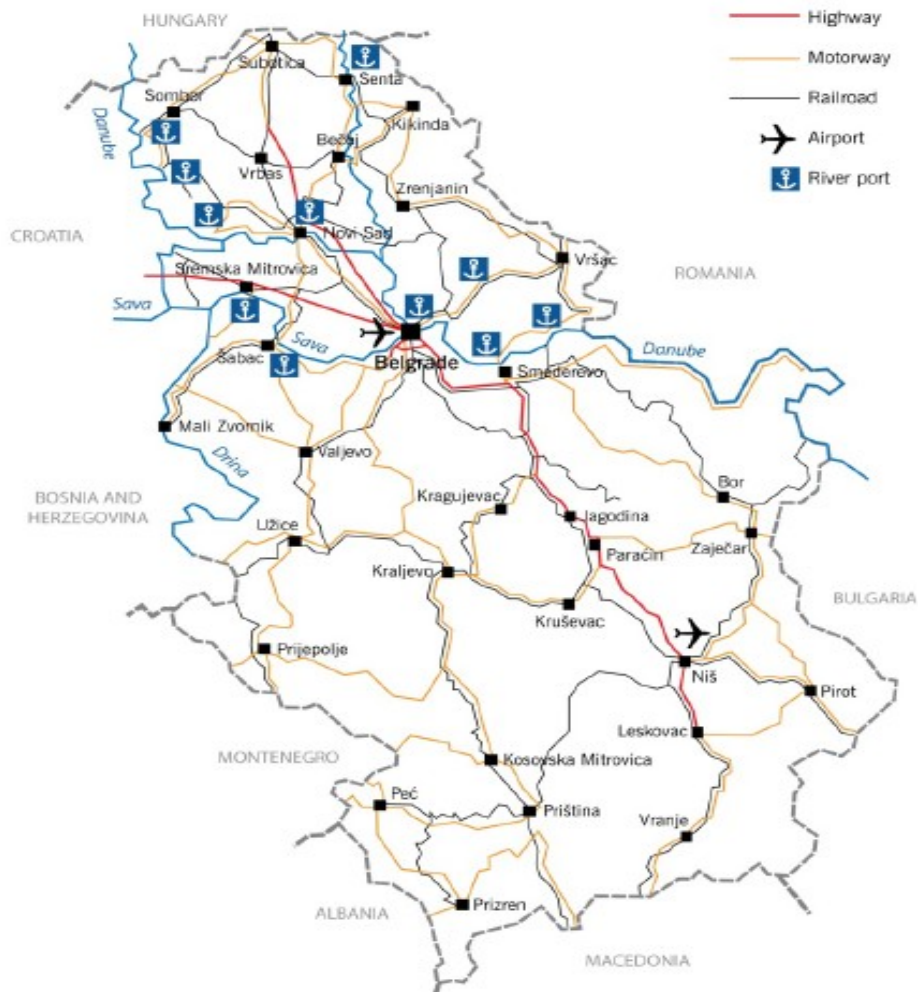 HUNGARY
Highway
Motorway
Railroad
Airport
River port
Subotica
Senta
Sombor
Kikinda
Danube
Bečaj
Vrbas
Zrenjanin
CROATIA
Novi Sad
Vršac
Sremska Mitrovica
ROMANIA
Sava
Sava
Danube
Šabac
Belgrade
Smederevo
Mali Zvornik
Valjevo
Drina
BOSNIA AND
HERZEGOVINA
Kragujevac
Bor
Jagodina
Užice
Paraćin
Zaječar
Kraljevo
BULGARIA
Kruševac
Prijepolje
Niš
Pirot
Leskovac
MONTENEGRO
Kosovska Mitrovica
Peć
Priština
Vranje
Prizren
ALBANIA
MACEDONIA